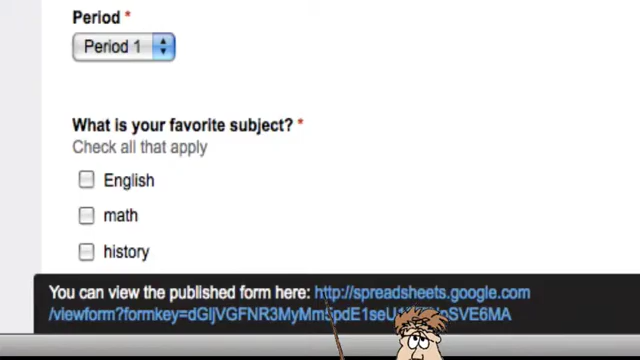 Period *
Period 1
What is your favorite subject? *
Check all that apply
English
math
history
You can view the published form here: http://spreadsheets.google.com